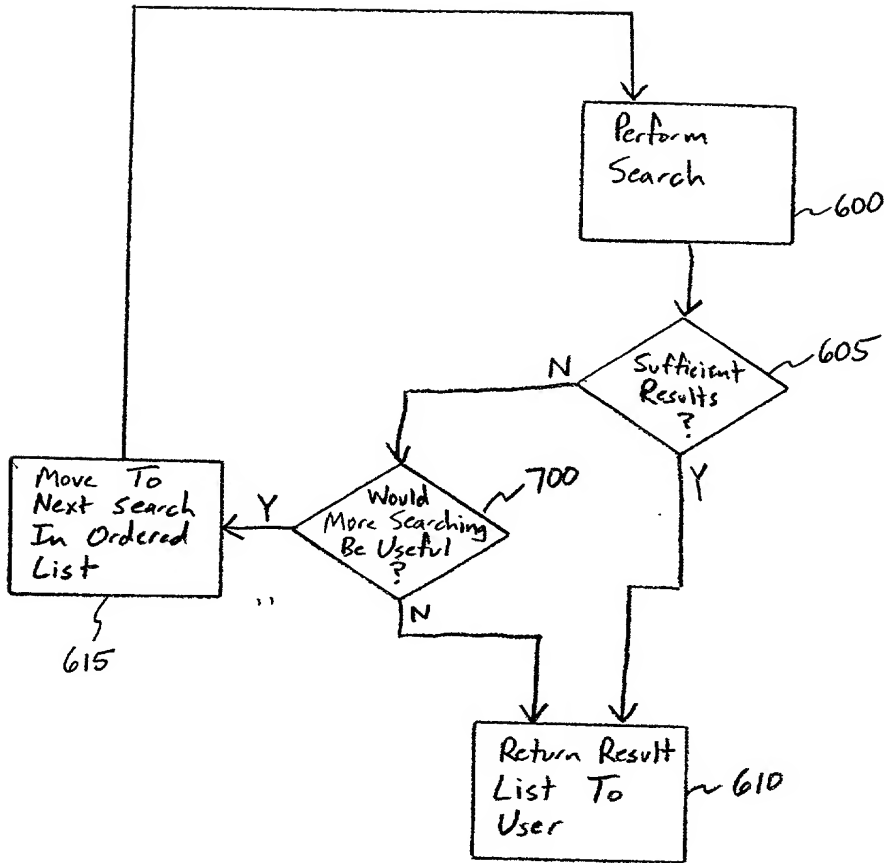 Perform
Search
600
605
Sufficient
Results
?
N
Y
700
Would
More Searching
Be Useful
?
Y
N
Move To
Next Search
In Ordered
List
615
Return Result
List To
User
610